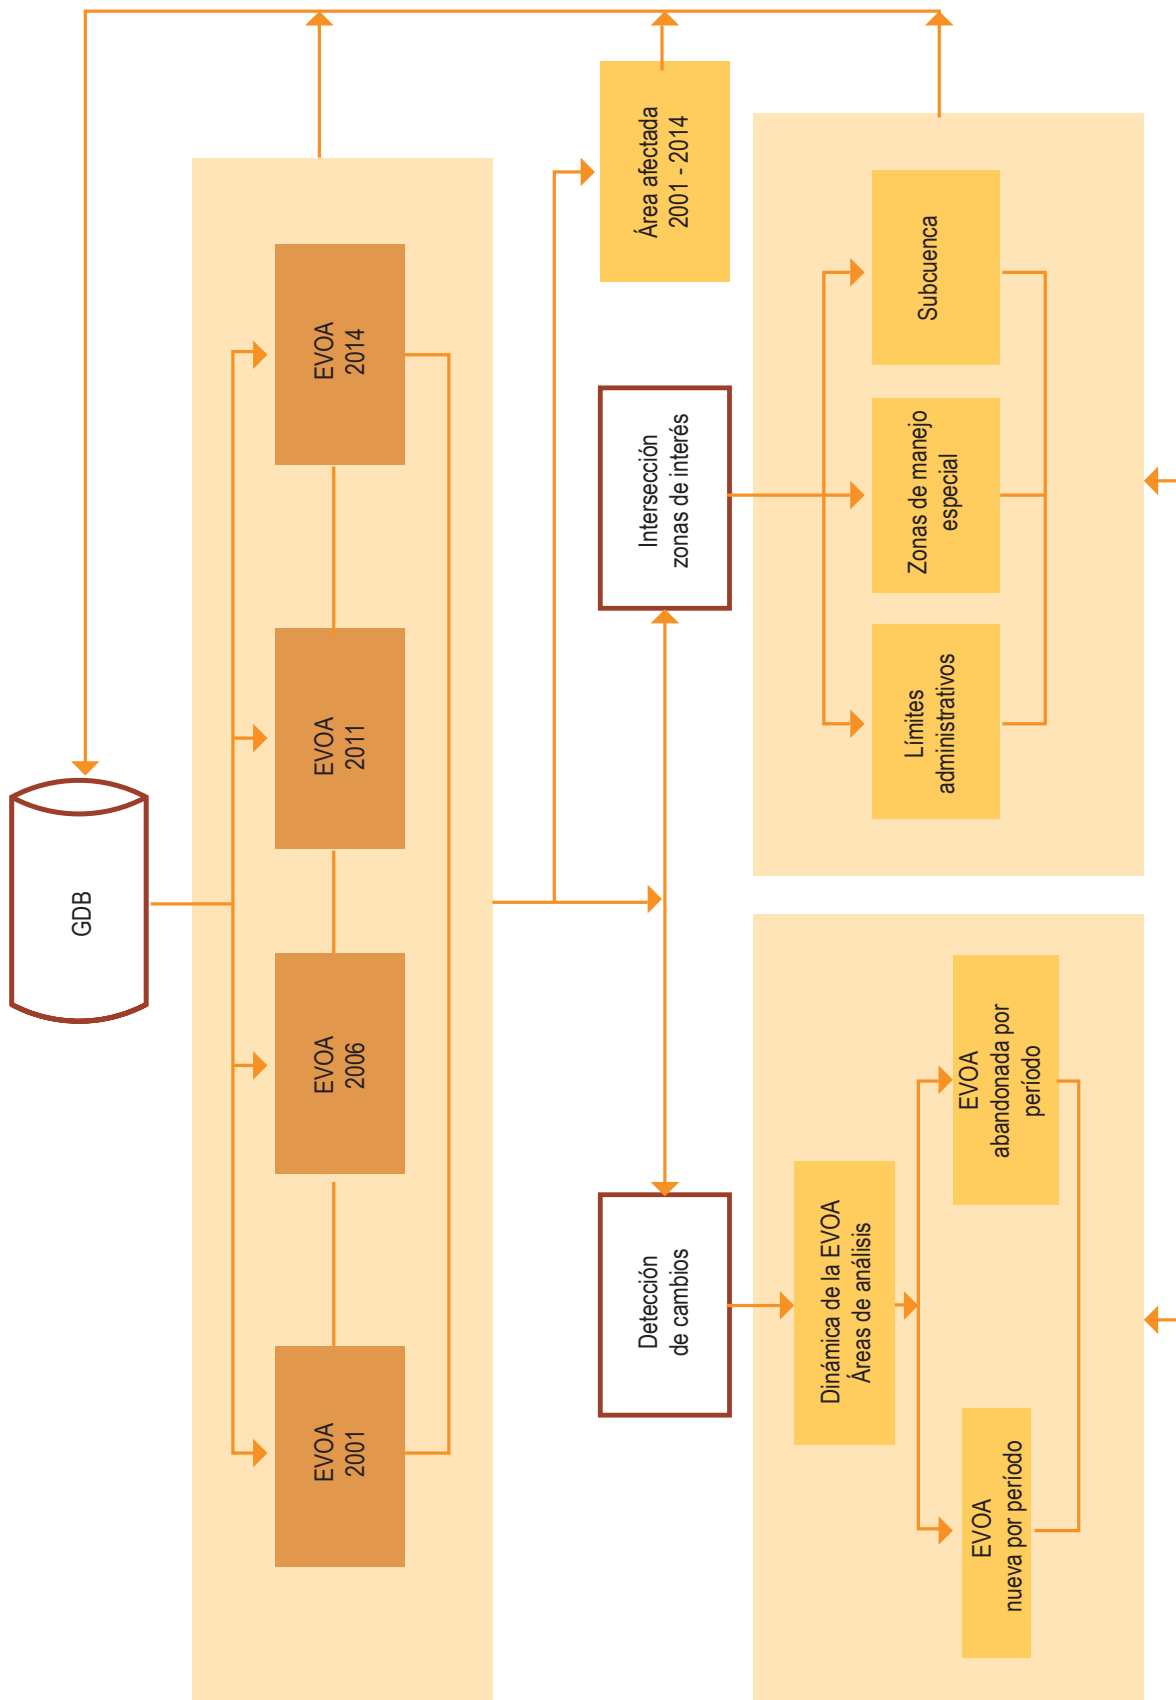 GDB
EVOA
2001
EVOA
2006
EVOA
2011
EVOA
2014
Área afectada
2001 - 2014
Detección
de cambios
Intersección
zonas de interés
Dinámica de la EVOA
Áreas de análisis
EVOA
nueva por período
EVOA
abandonada por
período
Límites
administrativos
Zonas de manejo
especial
Subcuenca